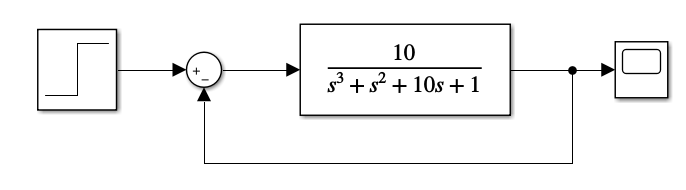 +
−
10
s³ + s² + 10s + 1